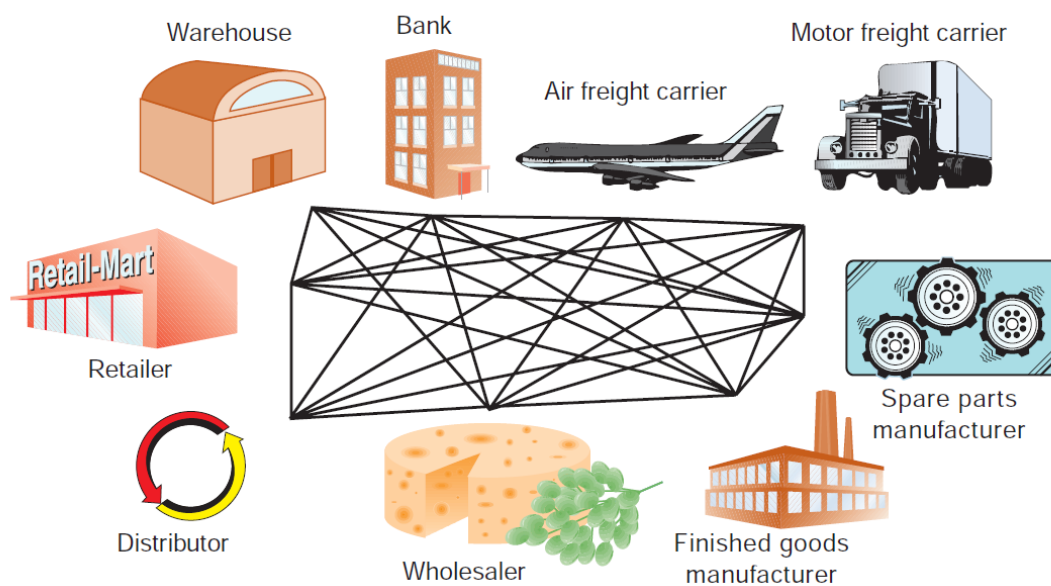 Warehouse
Bank
Motor freight carrier
Air freight carrier
Retail-Mart
Retailer
Spare parts
manufacturer
Distributor
Wholesaler
Finished goods
manufacturer